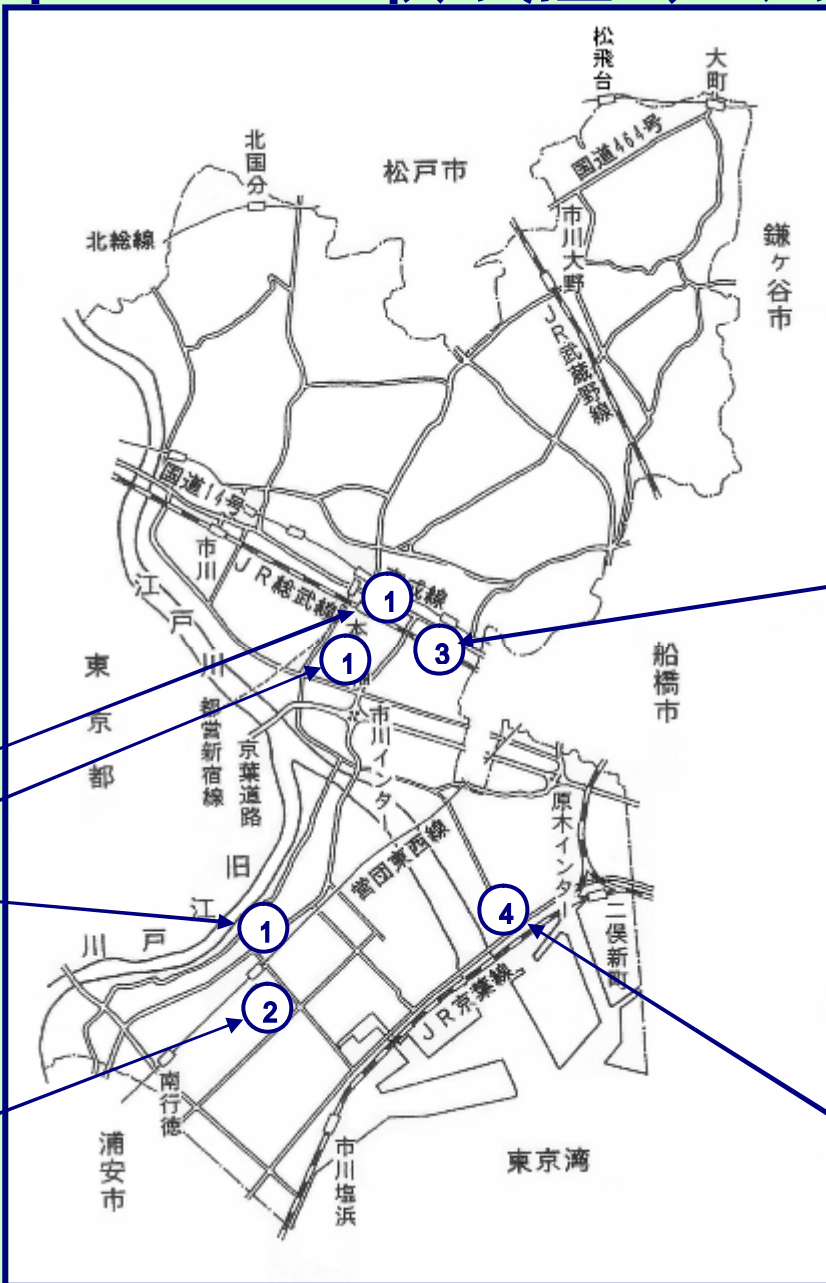 松飛台
大町
国道464号
北国分
松戸市
北総線
市川大野
鎌ヶ谷市
JR武蔵野線
国道14号
市川
JR総武線
成線
1
本
1
3
江戸川
東京都
船橋市
都営新宿線
京葉道路
市川インター
原木インター
営団東西線
旧江戸川
1
4
二俣新町
2
JR京葉線
南行徳
浦安市
市川塩浜
東京湾